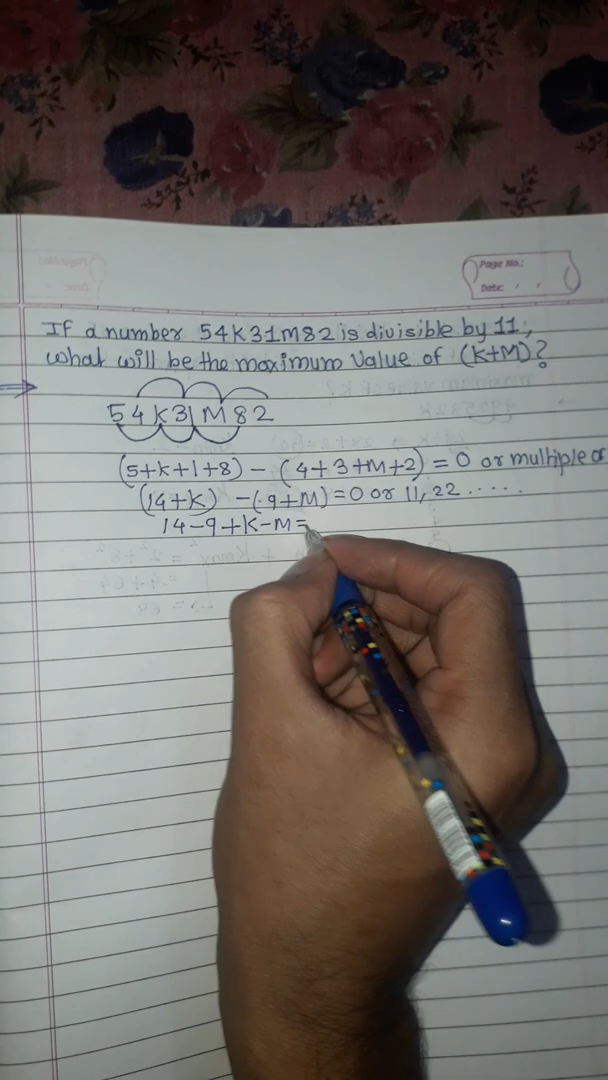 Page No.:
Date:
If a number 54K31M82 is divisible by 11,
what will be the maximum value of (K+M)?
54K31M82
(5+K+1+8) - (4+3+M+2) = 0 or multiple of
(14+K) -(9+M)=0 or 11,22 .....
14-9+K-M=